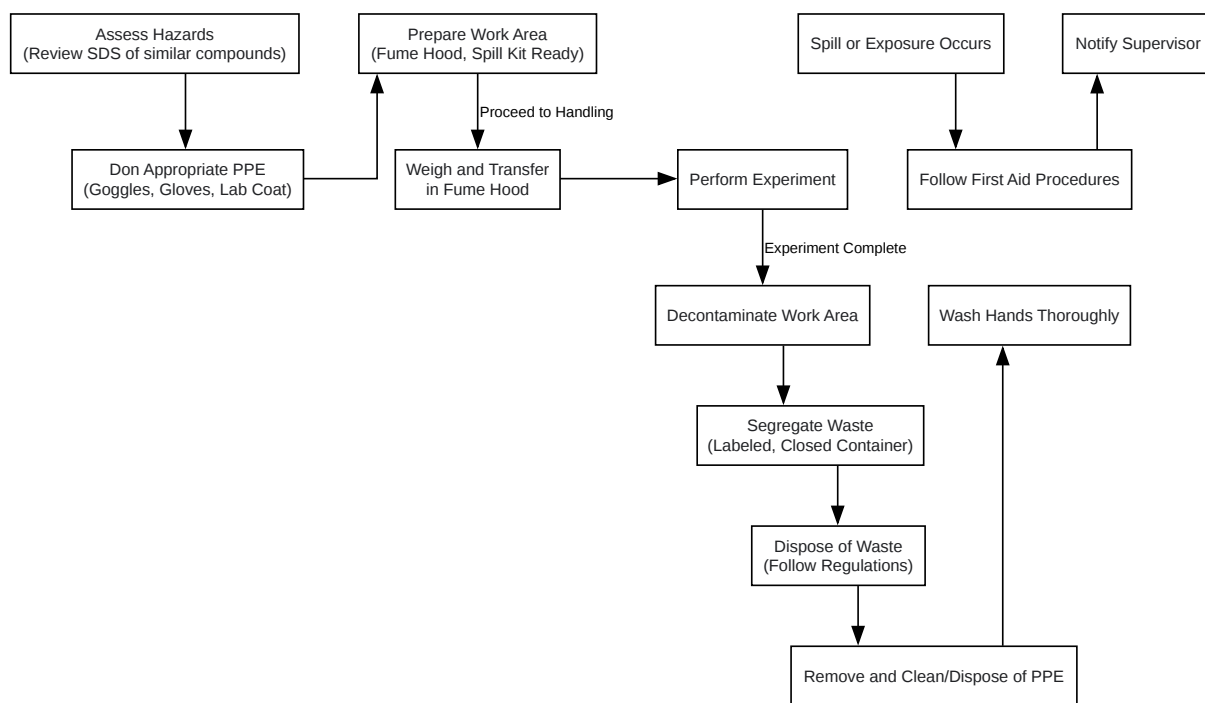 Assess Hazards
(Review SDS of similar compounds)
Prepare Work Area
(Fume Hood, Spill Kit Ready)
Spill or Exposure Occurs
Notify Supervisor
Proceed to Handling
Don Appropriate PPE
(Goggles, Gloves, Lab Coat)
Weigh and Transfer
in Fume Hood
Perform Experiment
Follow First Aid Procedures
Experiment Complete
Decontaminate Work Area
Wash Hands Thoroughly
Segregate Waste
(Labeled, Closed Container)
Dispose of Waste
(Follow Regulations)
Remove and Clean/Dispose of PPE